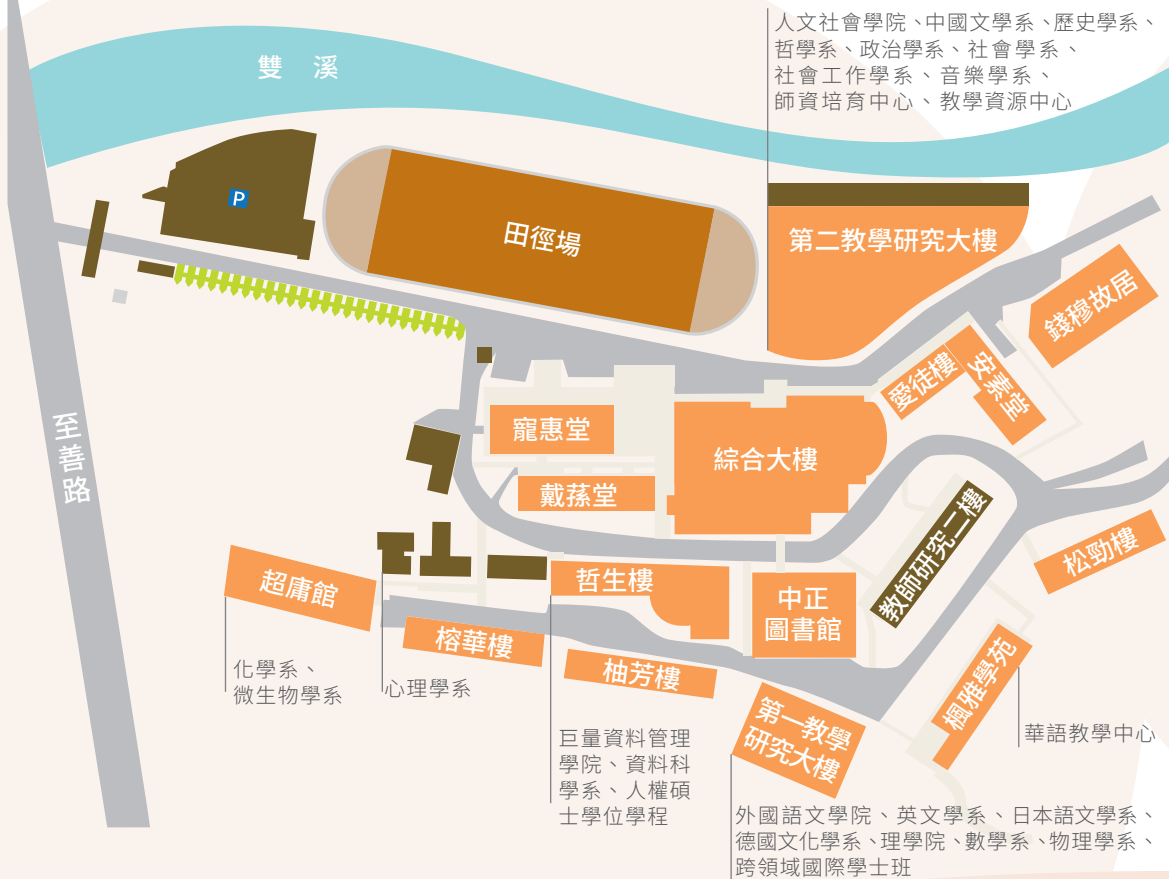 人文社會學院、中國文學系、歷史學系、
哲學系、政治學系、社會學系、
社會工作學系、音樂學系、
師資培育中心、教學資源中心
雙 溪
P
田徑場
第二教學研究大樓
錢穆故居
愛徒樓
安素堂
至善路
寵惠堂
綜合大樓
戴蓀堂
教師研究二樓
松勁樓
超庸館
哲生樓
中正
圖書館
榕華樓
柚芳樓
楓雅學苑
化學系、
微生物學系
心理學系
第一教學
研究大樓
華語教學中心
巨量資料管理
學院、資料科
學系、人權碩
士學位學程
外國語文學院、英文學系、日本語文學系、
德國文化學系、理學院、數學系、物理學系、
跨領域國際學士班